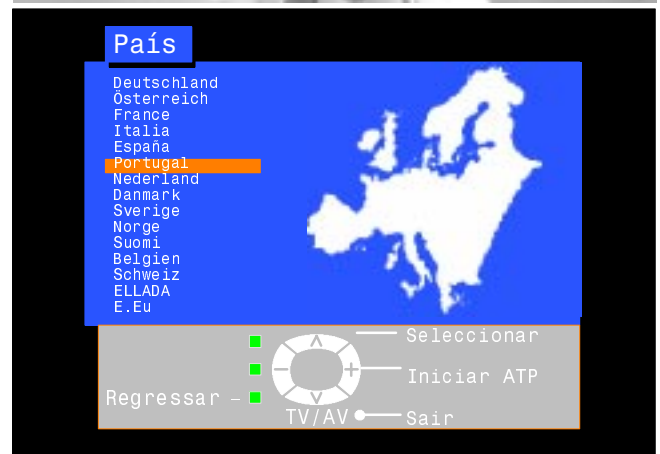 País
Deutschland
Österreich
France
Italia
España
Portugal
Nederland
Danmark
Sverige
Norge
Suomi
Belgien
Schweiz
ELLADA
E.Eu
Seleccionar
Iniciar ATP
Regressar –
TV/AV
Sair